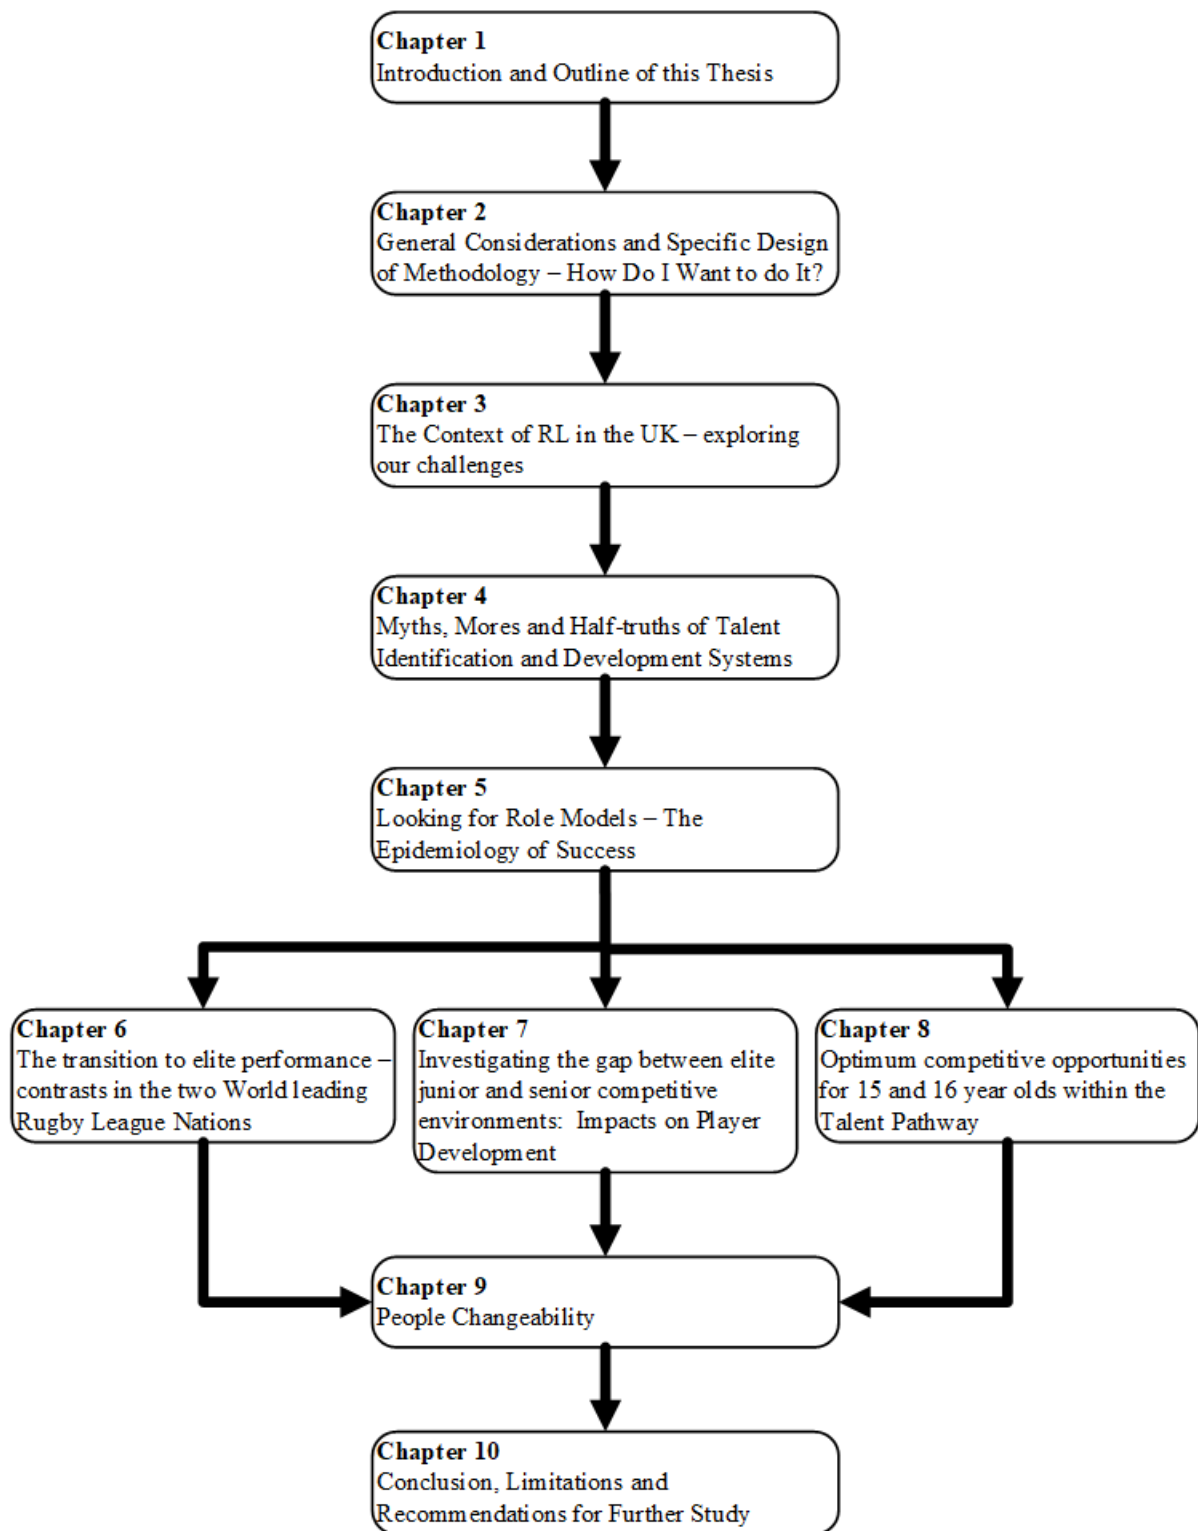 Chapter 1
Introduction and Outline of this Thesis
Chapter 2
General Considerations and Specific Design
of Methodology – How Do I Want to do It?
Chapter 3
The Context of RL in the UK – exploring
our challenges
Chapter 4
Myths, Mores and Half-truths of Talent
Identification and Development Systems
Chapter 5
Looking for Role Models – The
Epidemiology of Success
Chapter 6
The transition to elite performance –
contrasts in the two World leading
Rugby League Nations
Chapter 7
Investigating the gap between elite
junior and senior competitive
environments:  Impacts on Player
Development
Chapter 8
Optimum competitive opportunities
for 15 and 16 year olds within the
Talent Pathway
Chapter 9
People Changeability
Chapter 10
Conclusion, Limitations and
Recommendations for Further Study